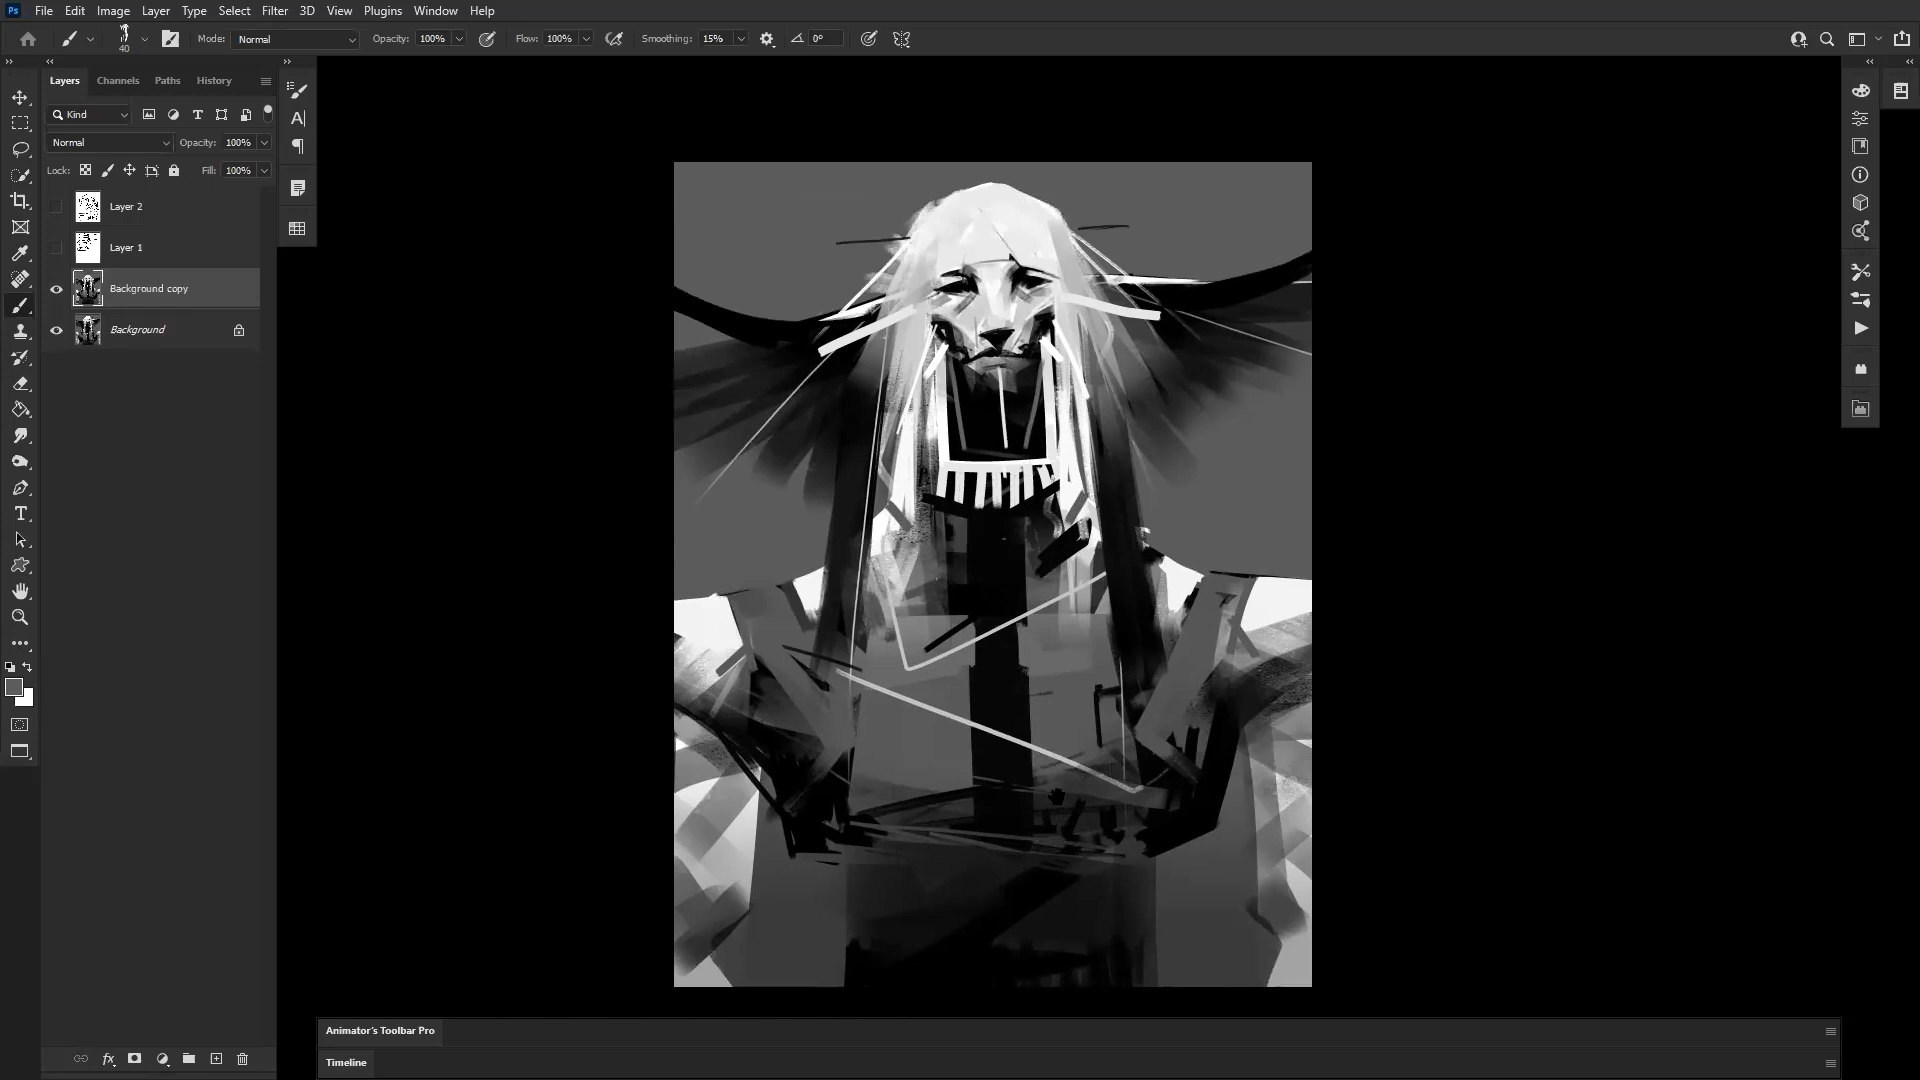 Ps File Edit Image Layer Type Select Filter 3D View Plugins Window Help
40 Mode: Normal Opacity: 100% Flow: 100% Smoothing: 15% 0°
Layers Channels Paths History
Kind
Normal Opacity: 100%
Lock: Fill: 100%
Layer 2
Layer 1
Background copy
Background
Animator's Toolbar Pro
Timeline